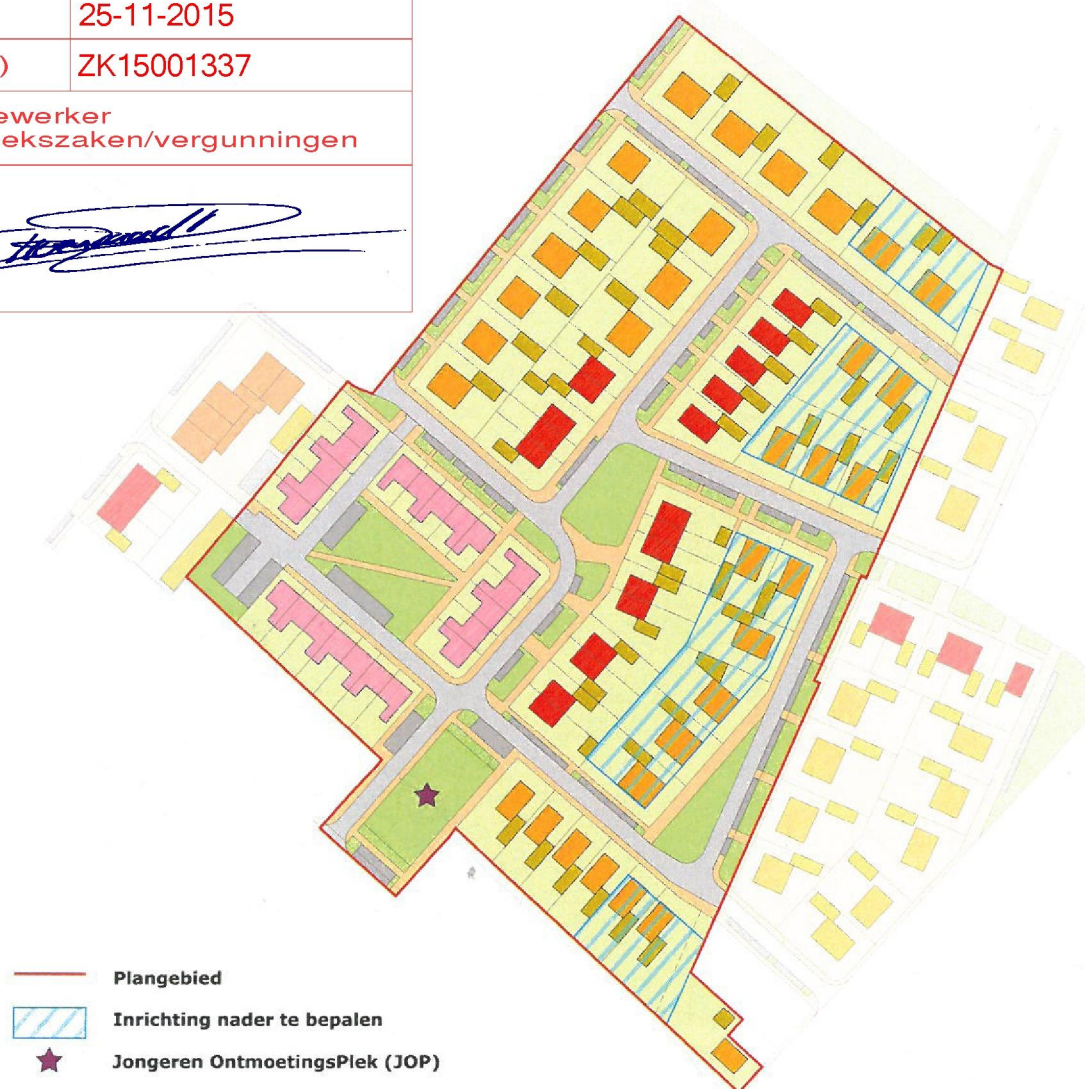 25-11-2015
) ZK15001337
ewerker
ekszaken/vergunningen
Plangebied
Inrichting nader te bepalen
Jongeren OntmoetingsPlek (JOP)